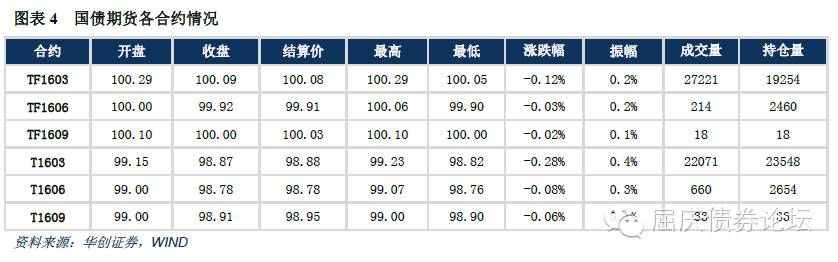 图表 4 国债期货各合约情况
合约 开盘 收盘 结算价 最高 最低 涨跌幅 振幅 成交量 持仓量
TF1603 100.29 100.09 100.08 100.29 100.05 -0.12% 0.2% 27221 19254
TF1606 100.00 99.92 99.91 100.06 99.90 -0.03% 0.2% 214 2460
TF1609 100.10 100.00 100.03 100.10 100.00 -0.02% 0.1% 18 18
T1603 99.15 98.87 98.88 99.23 98.82 -0.28% 0.4% 22071 23548
T1606 99.00 98.78 98.78 99.07 98.76 -0.08% 0.3% 660 2654
T1609 99.00 98.91 98.95 99.00 98.90 -0.06%
屈庆债券论坛
资料来源：华创证券，WIND